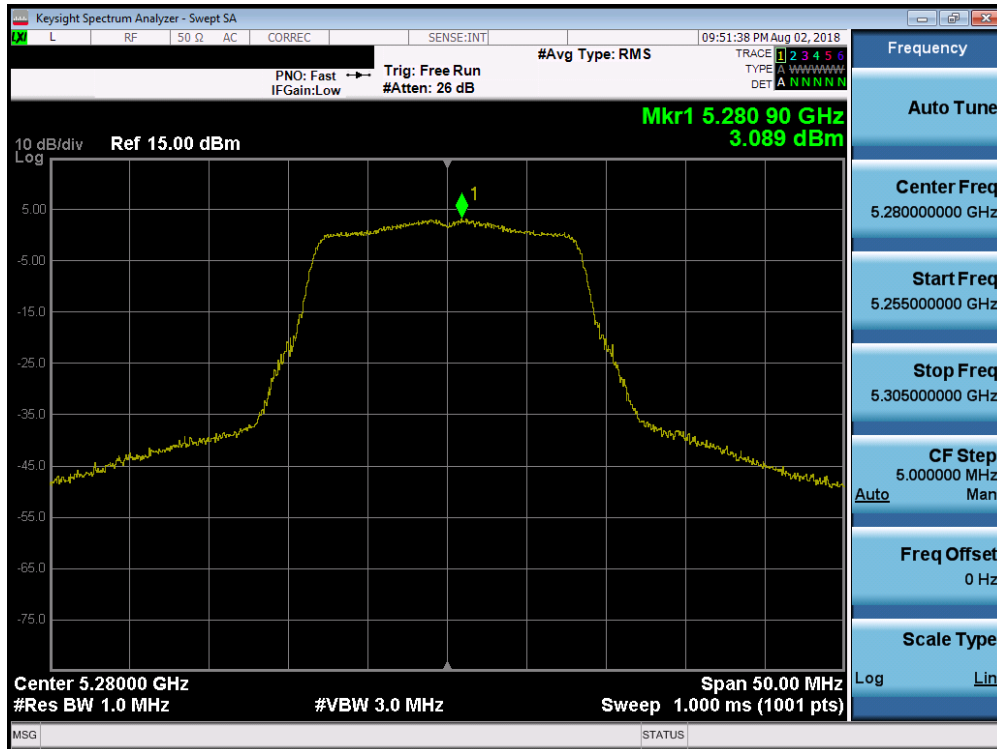 Keysight Spectrum Analyzer - Swept SA
LXI L RF 50 Ω AC CORREC SENSE:INT 09:51:38 PM Aug 02, 2018
#Avg Type: RMS
TRACE 1 2 3 4 5 6
TYPE A WWWWW
DET A N N N N N
PNO: Fast
IFGain:Low
Trig: Free Run
#Atten: 26 dB
Mkr1 5.280 90 GHz
3.089 dBm
10 dB/div Ref 15.00 dBm
Log
1
5.00
-5.00
-15.0
-25.0
-35.0
-45.0
-55.0
-65.0
-75.0
Center 5.28000 GHz
Span 50.00 MHz
#Res BW 1.0 MHz
#VBW 3.0 MHz
Sweep 1.000 ms (1001 pts)
MSG STATUS
Frequency
Auto Tune
Center Freq
5.280000000 GHz
Start Freq
5.255000000 GHz
Stop Freq
5.305000000 GHz
CF Step
5.000000 MHz
Auto Man
Freq Offset
0 Hz
Scale Type
Log Lin